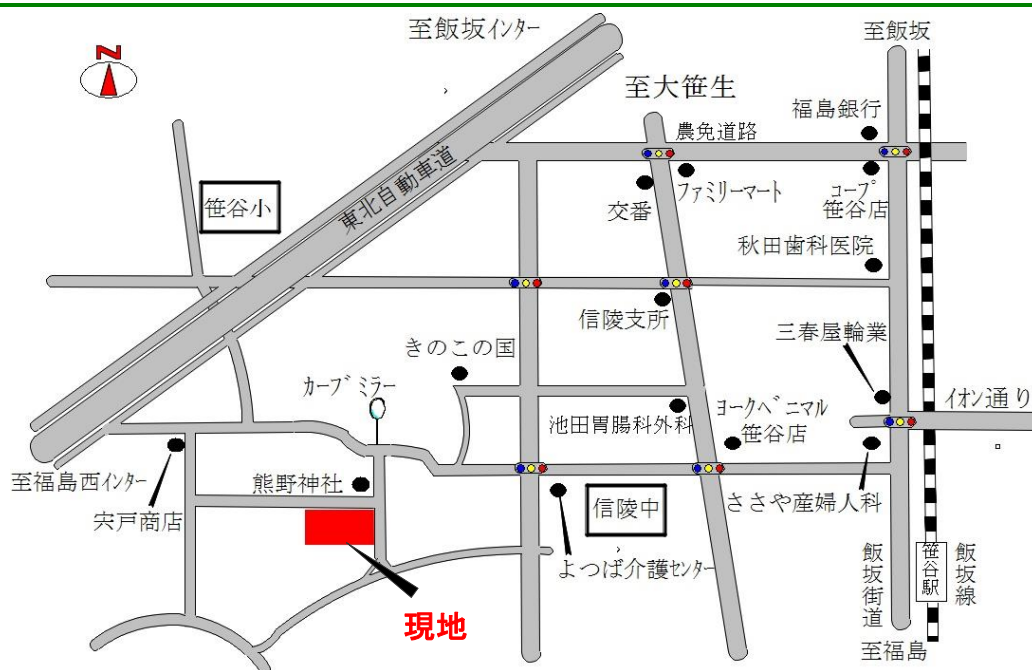 至飯坂インター
至飯坂
N
至大笹生
福島銀行
農免道路
東北自動車道
笹谷小
ファミリーマート
交番
コープ
笹谷店
秋田歯科医院
信陵支所
三春屋輪業
きのこの国
カーブミラー
イオン通り
ヨークベニマル
笹谷店
池田胃腸科外科
至福島西インター
熊野神社
ささや産婦人科
宍戸商店
信陵中
よつば介護センター
飯坂街道
笹谷駅
飯坂線
現地
至福島